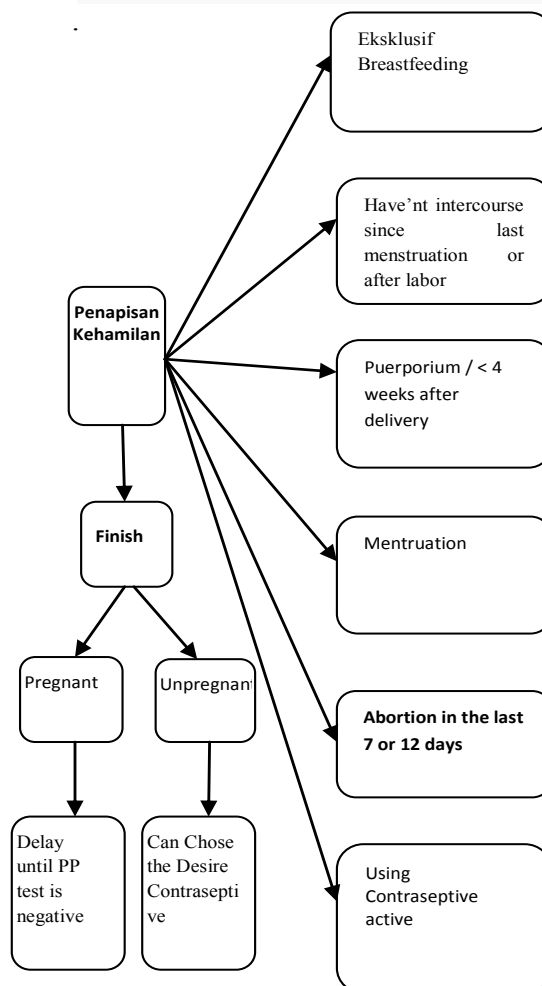 Eksklusif
Breastfeeding
Have'nt intercourse
since last
menstruation or
after labor
Penapisan
Kehamilan
Puerporium / < 4
weeks after
delivery
Finish
Mentruation
Pregnant
Unpregnant
Abortion in the last
7 or 12 days
Delay
until PP
test is
negative
Can Chose
the Desire
Contrasepti
ve
Using
Contraseptive
active